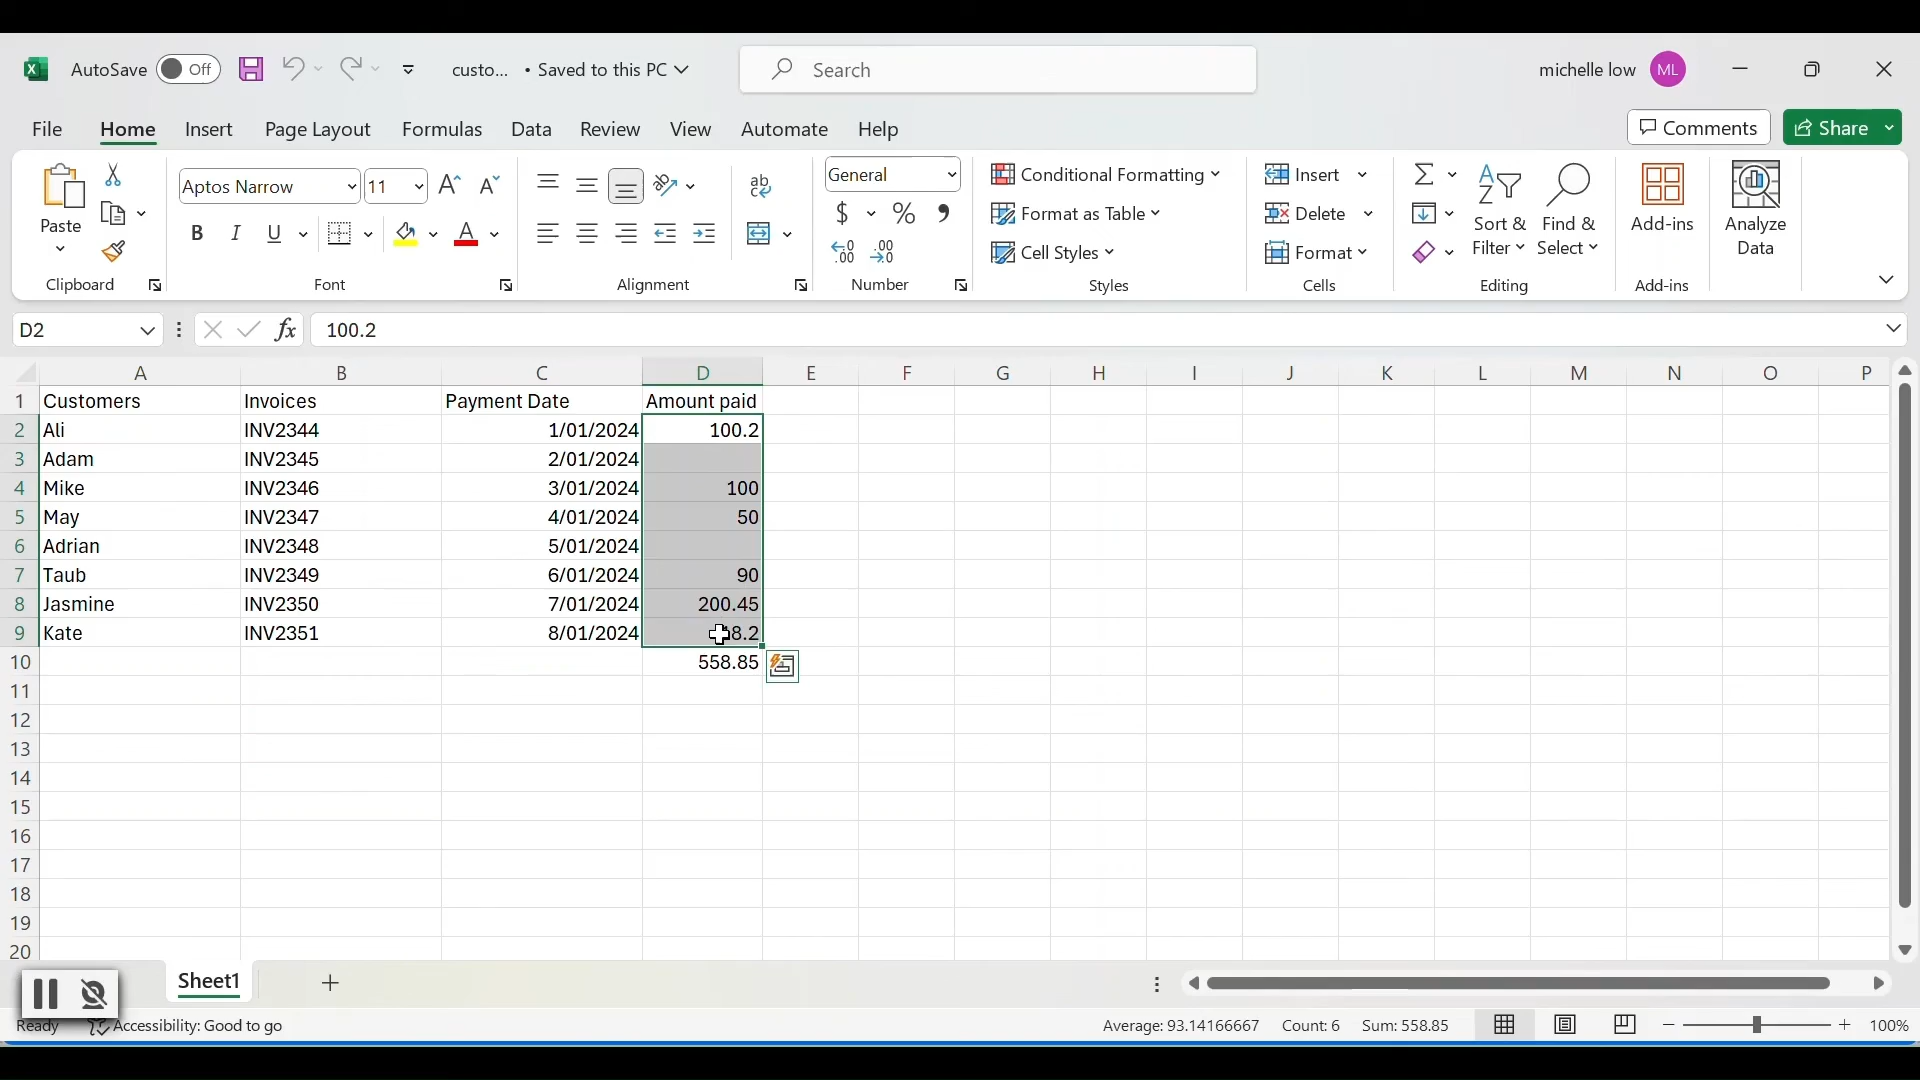 AutoSave Off custo... • Saved to this PC Search michelle low ML
File Home Insert Page Layout Formulas Data Review View Automate Help Comments Share
Paste
Clipboard
Aptos Narrow 11
B I U A
Font
ab
Alignment
General
$ % ,
Number
Conditional Formatting
Format as Table
Cell Styles
Styles
Insert
Delete
Format
Cells
Sort & Filter
Find & Select
Editing
Add-ins
Add-ins
Analyze Data
D2 fx 100.2
A B C D E F G H I J K L M N O P
1 Customers Invoices Payment Date Amount paid
2 Ali INV2344 1/01/2024 100.2
3 Adam INV2345 2/01/2024
4 Mike INV2346 3/01/2024 100
5 May INV2347 4/01/2024 50
6 Adrian INV2348 5/01/2024
7 Taub INV2349 6/01/2024 90
8 Jasmine INV2350 7/01/2024 200.45
9 Kate INV2351 8/01/2024
10 558.85
11
12
13
14
15
16
17
18
19
20
Sheet1
Ready Accessibility: Good to go Average: 93.14166667 Count: 6 Sum: 558.85 100%